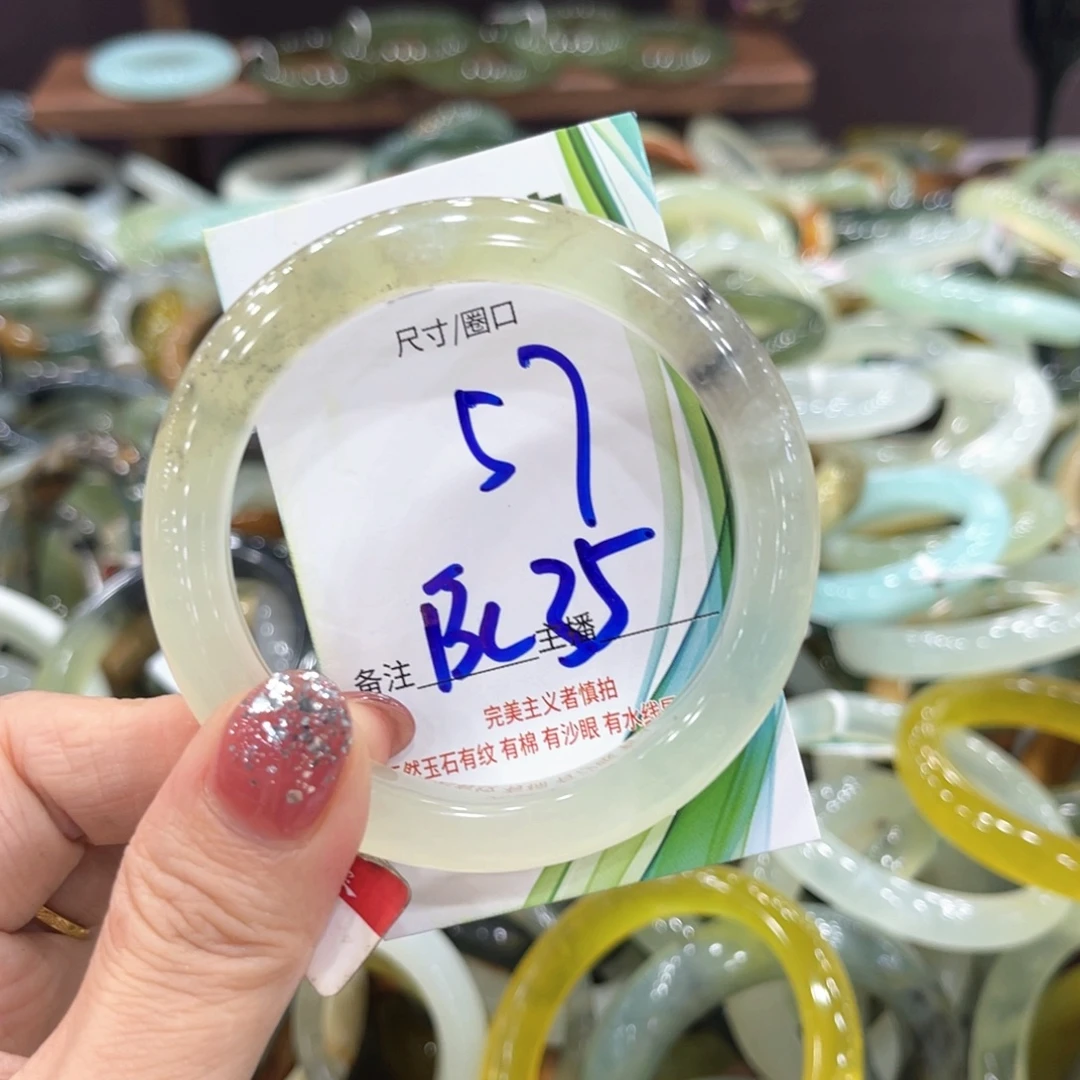 尺寸/圈口
57
BC35
备注 主播
完美主义者慎拍
然玉石有纹 有棉 有沙眼 有水线